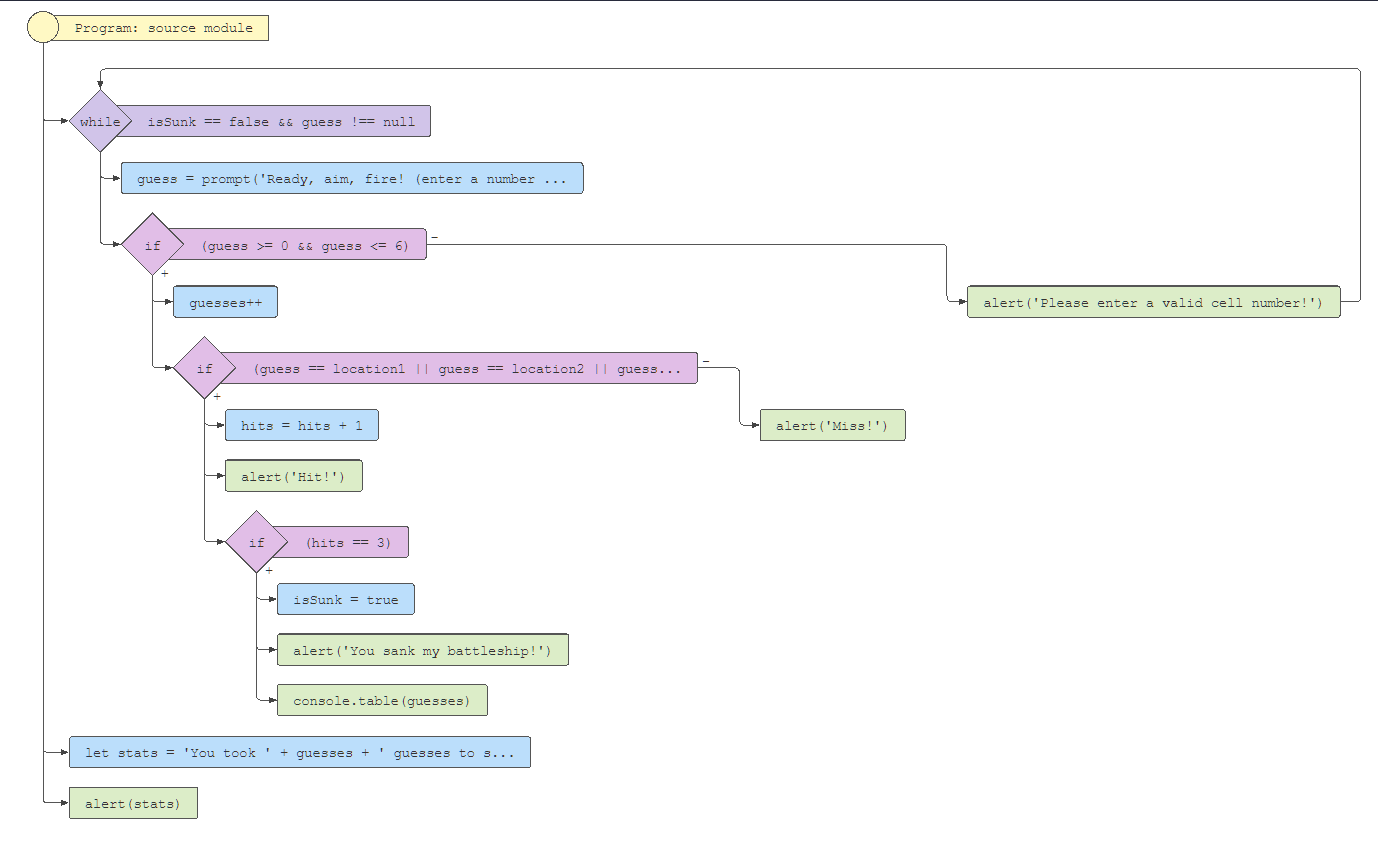 Program: source module
while isSunk == false && guess !== null
guess = prompt('Ready, aim, fire! (enter a number ...
if (guess >= 0 && guess <= 6) -
+
guesses++
alert('Please enter a valid cell number!')
if (guess == location1 || guess == location2 || guess... -
+
hits = hits + 1
alert('Miss!')
alert('Hit!')
if (hits == 3)
+
isSunk = true
alert('You sank my battleship!')
console.table(guesses)
let stats = 'You took ' + guesses + ' guesses to s...
alert(stats)